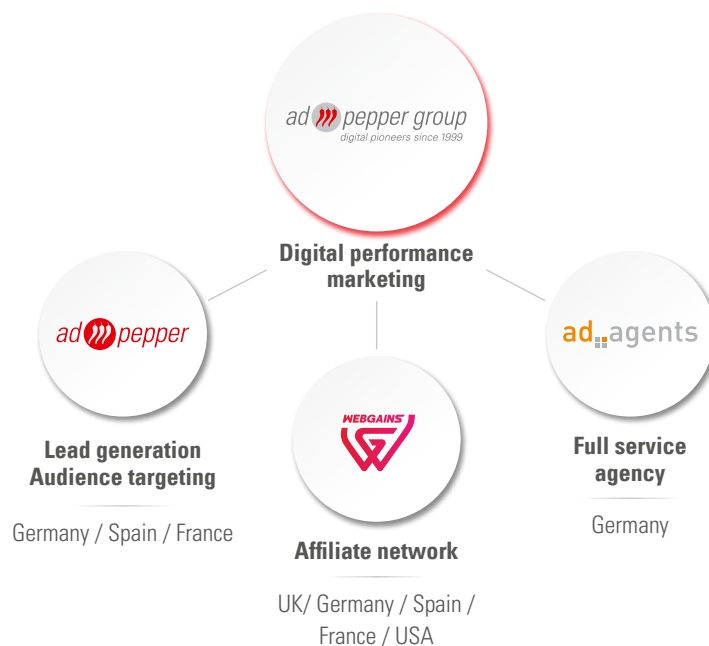 ad pepper group
digital pioneers since 1999
Digital performance
marketing
ad pepper
Lead generation
Audience targeting
Germany / Spain / France
WEBGAINS
Affiliate network
UK/ Germany / Spain /
France / USA
ad agents
Full service
agency
Germany